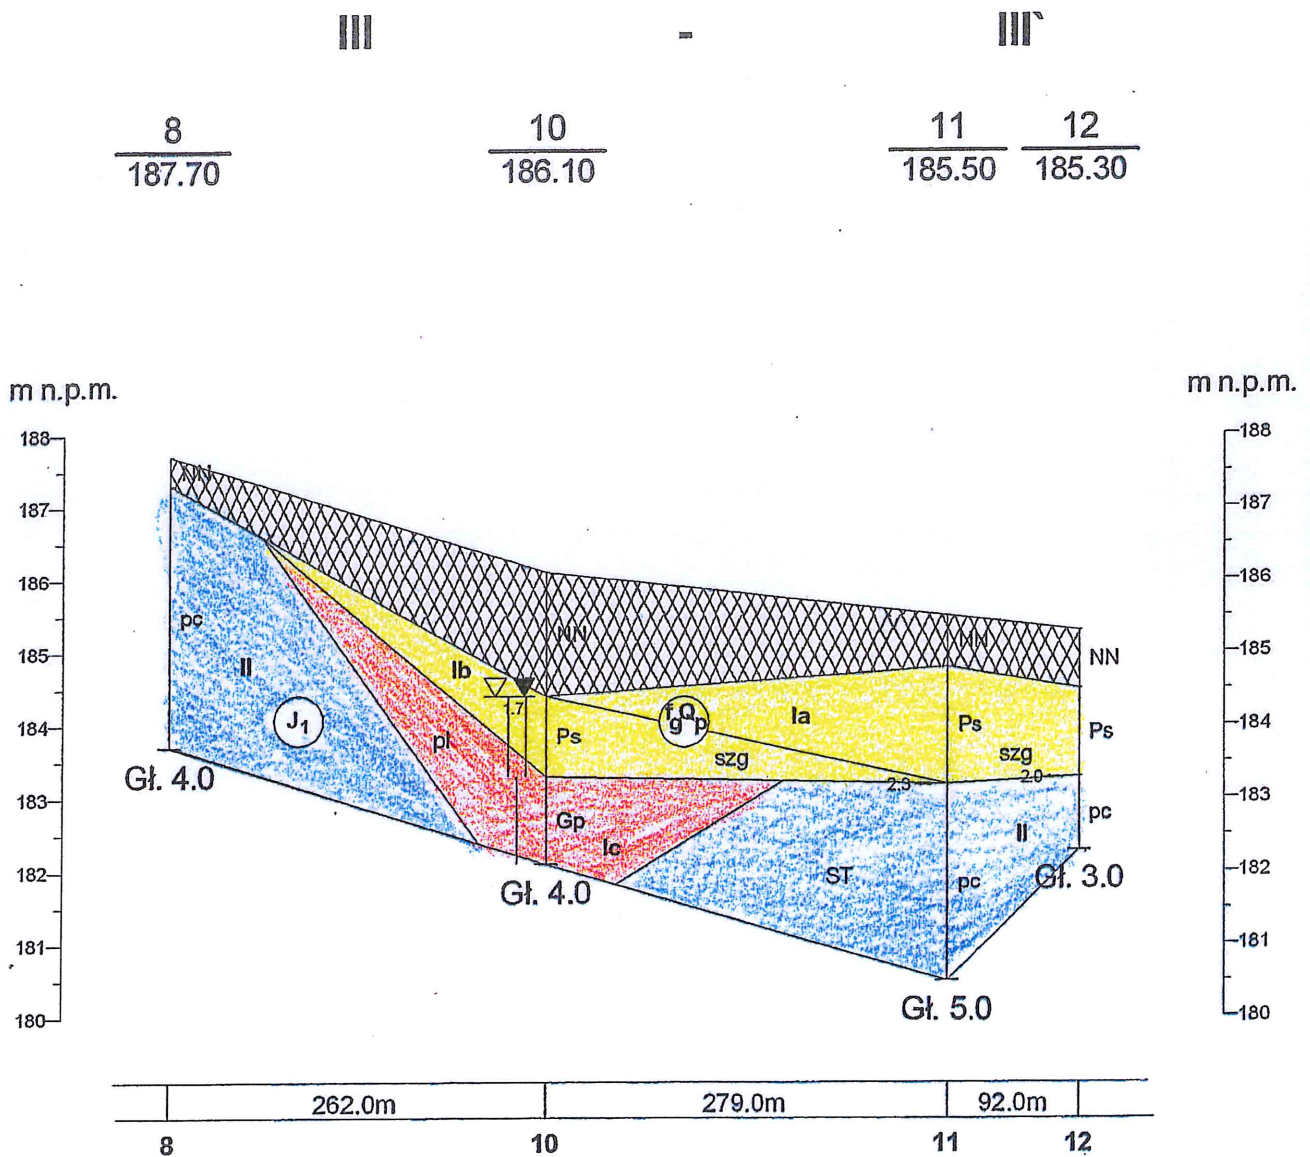 III - III`
8 10 11 12
187.70 186.10 185.50 185.30
m n.p.m. m n.p.m.
188 188
NN
187 187
186 186
NN NN
pc
185 NN 185
II Ib
1.7
J1 fgQp Ia Ps
184 pl Ps szg szg Ps 184
Gł. 4.0 2.3 2.0
183 183
Gp pc
Ic II
182 Gł. 4.0 ST pc Gł. 3.0 182
181 181
Gł. 5.0
180 180
262.0m 279.0m 92.0m
8 10 11 12